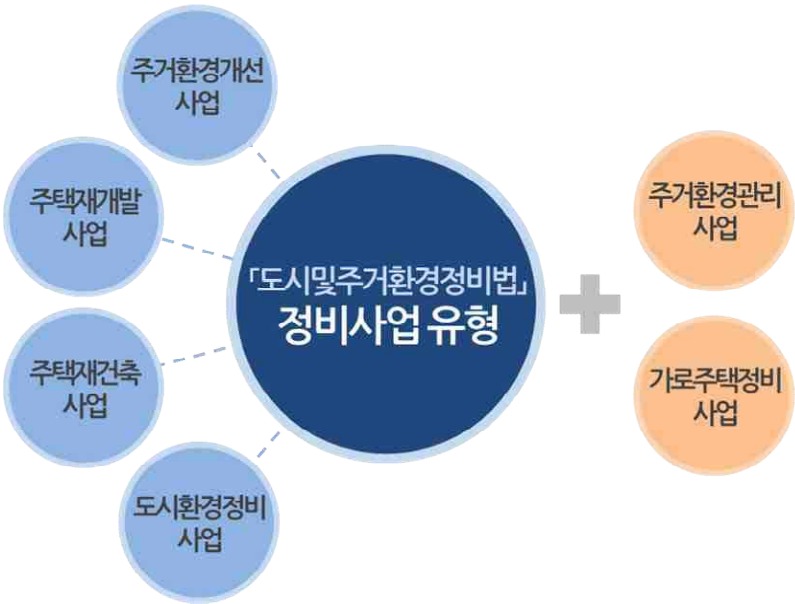 주거환경개선
사업
주택재개발
사업
주택재건축
사업
도시환경정비
사업
「도시및주거환경정비법」
정비사업 유형
주거환경관리
사업
가로주택정비
사업